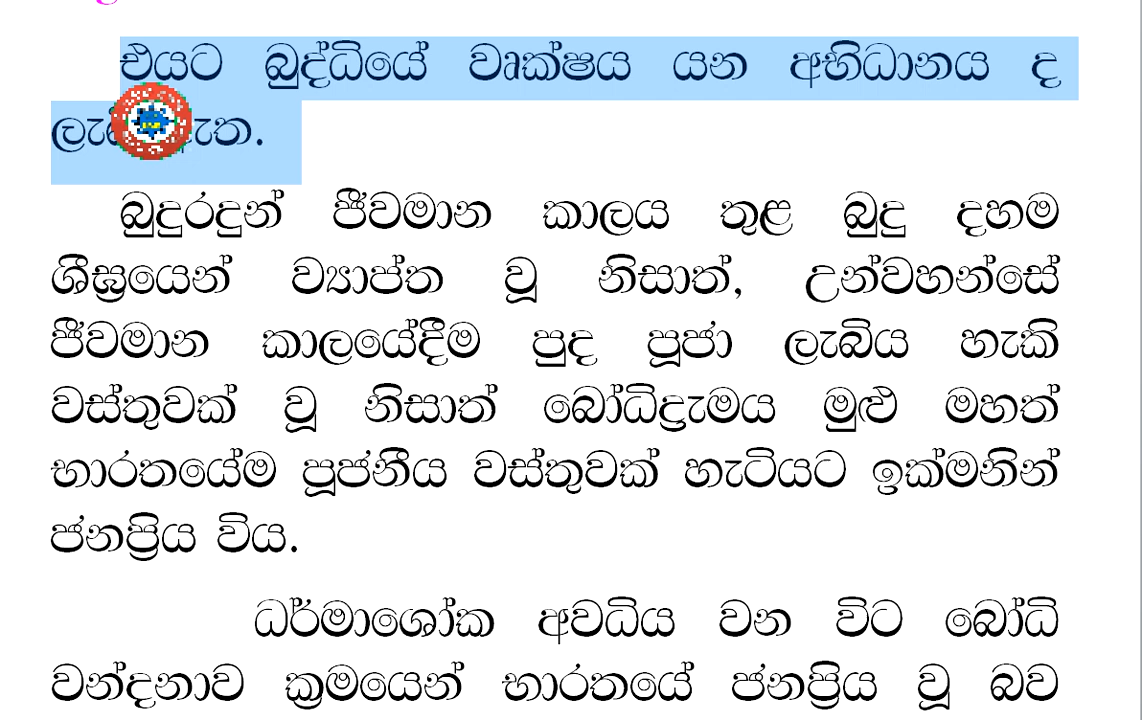 එයට බුද්ධියේ වෘක්ෂය යන අභිධානය ද
බුදුරදුන් ජීවමාන කාලය තුළ බුදු දහම
ශීඝ්‍රයෙන් ව්‍යාප්ත වූ නිසාත්, උන්වහන්සේ
ජීවමාන කාලයේදීම පුද පූජා ලැබිය හැකි
වස්තුවක් වූ නිසාත් බෝධිද්‍රැමය මුළු මහත්
භාරතයේම පූජනීය වස්තුවක් හැටියට ඉක්මනින්
ජනප්‍රිය විය.
ධර්මාශෝක අවධිය වන විට බෝධි
වන්දනාව ක්‍රමයෙන් භාරතයේ ජනප්‍රිය වූ බව